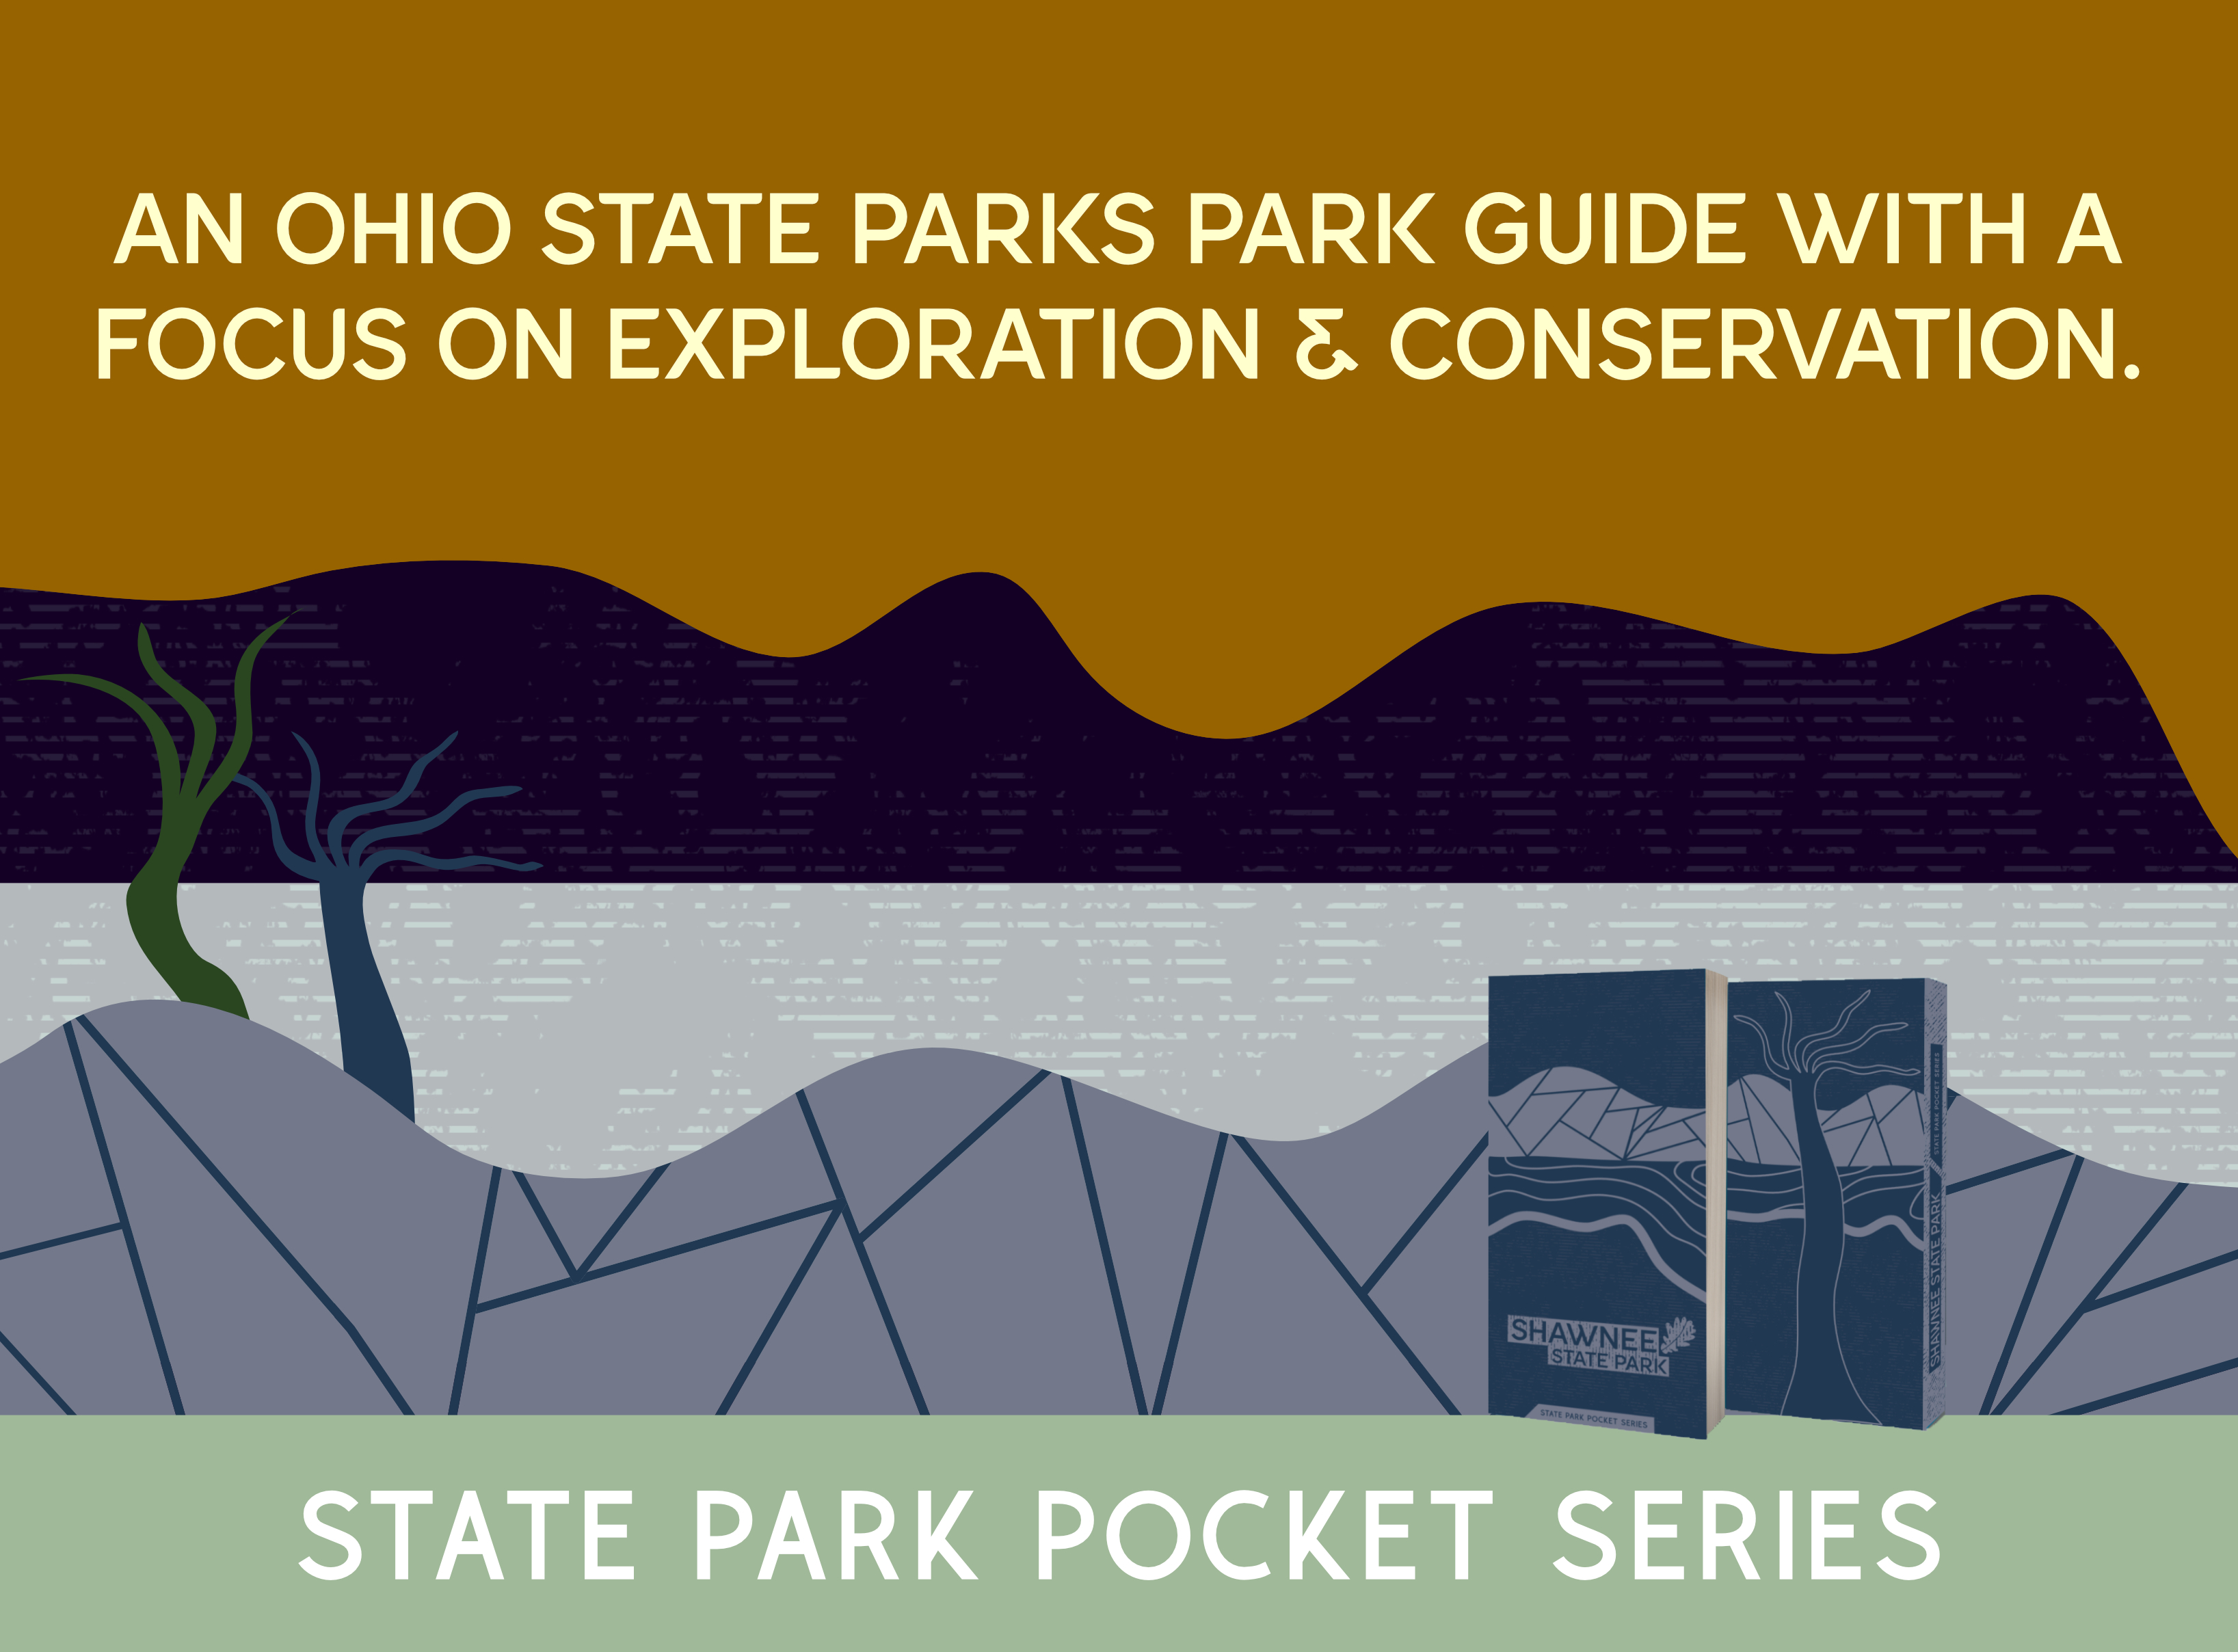 AN OHIO STATE PARKS PARK GUIDE WITH A
FOCUS ON EXPLORATION & CONSERVATION.
SHAWNEE
STATE PARK
STATE PARK POCKET SERIES
STATE PARK POCKET SERIES
SHAWNEE STATE PARK
STATE PARK POCKET SERIES